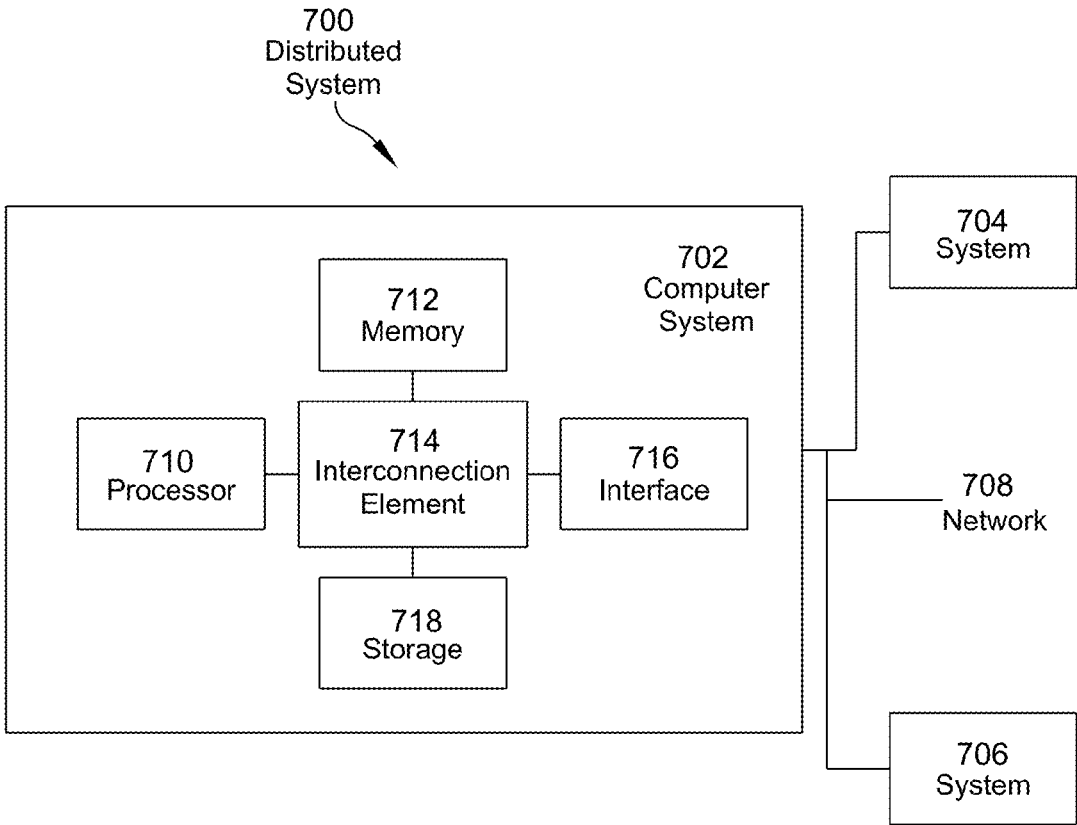 700
Distributed
System
704
System
702
Computer
System
712
Memory
710
Processor
714
Interconnection
Element
716
Interface
708
Network
718
Storage
706
System